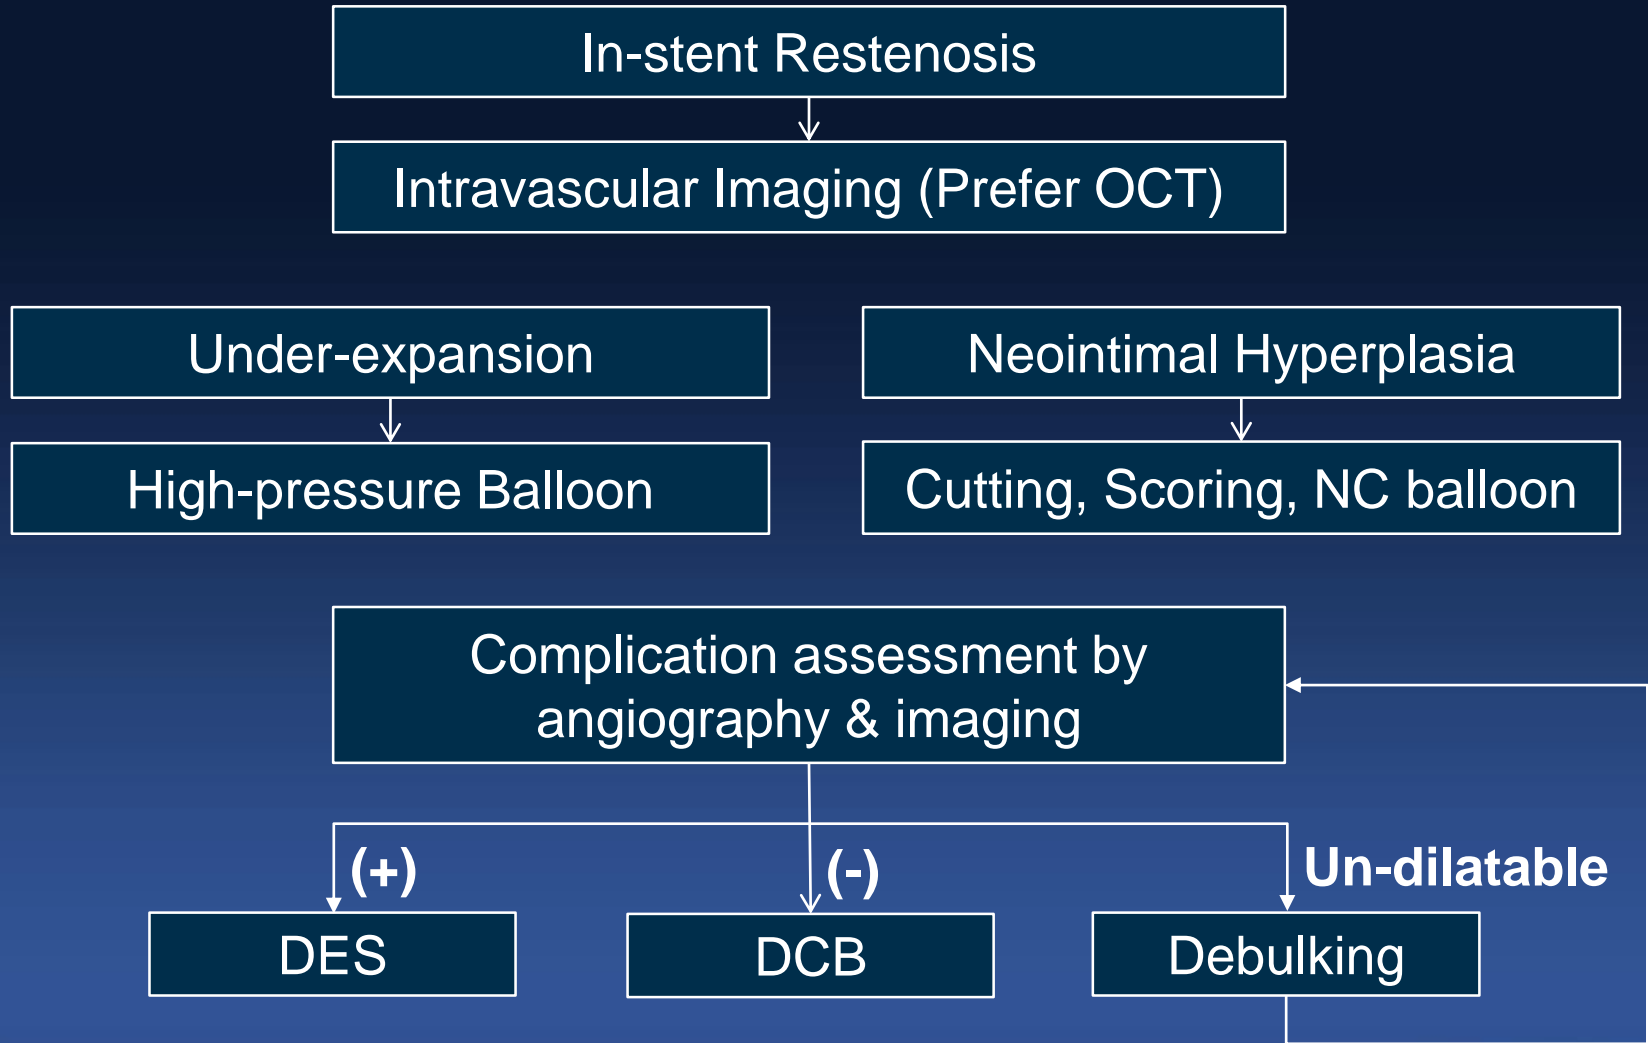 In-stent Restenosis
Intravascular Imaging (Prefer OCT)
Under-expansion
Neointimal Hyperplasia
High-pressure Balloon
Cutting, Scoring, NC balloon
Complication assessment by
angiography & imaging
(+)
(-)
Un-dilatable
DES
DCB
Debulking